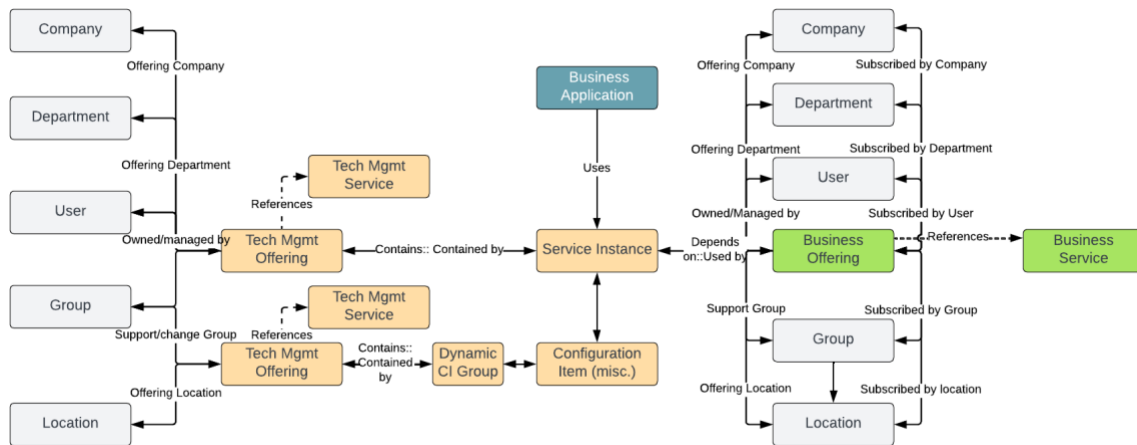 Company
Offering Company
Department
Offering Department
User
Owned/managed by
Group
Support/change Group
Offering Location
Location
Tech Mgmt
Service
References
Tech Mgmt
Offering
Contains:: Contained by
Tech Mgmt
Service
References
Tech Mgmt
Offering
Contains::
Contained
by
Dynamic
CI Group
Business
Application
Uses
Service Instance
Configuration
Item (misc.)
Depends
on::Used by
Company
Offering Company
Subscribed by Company
Department
Offering Department
Subscribed by Department
User
Owned/Managed by
Subscribed by User
Business
Offering
References
Business
Service
Support Group
Subscribed by Group
Group
Offering Location
Subscribed by location
Location